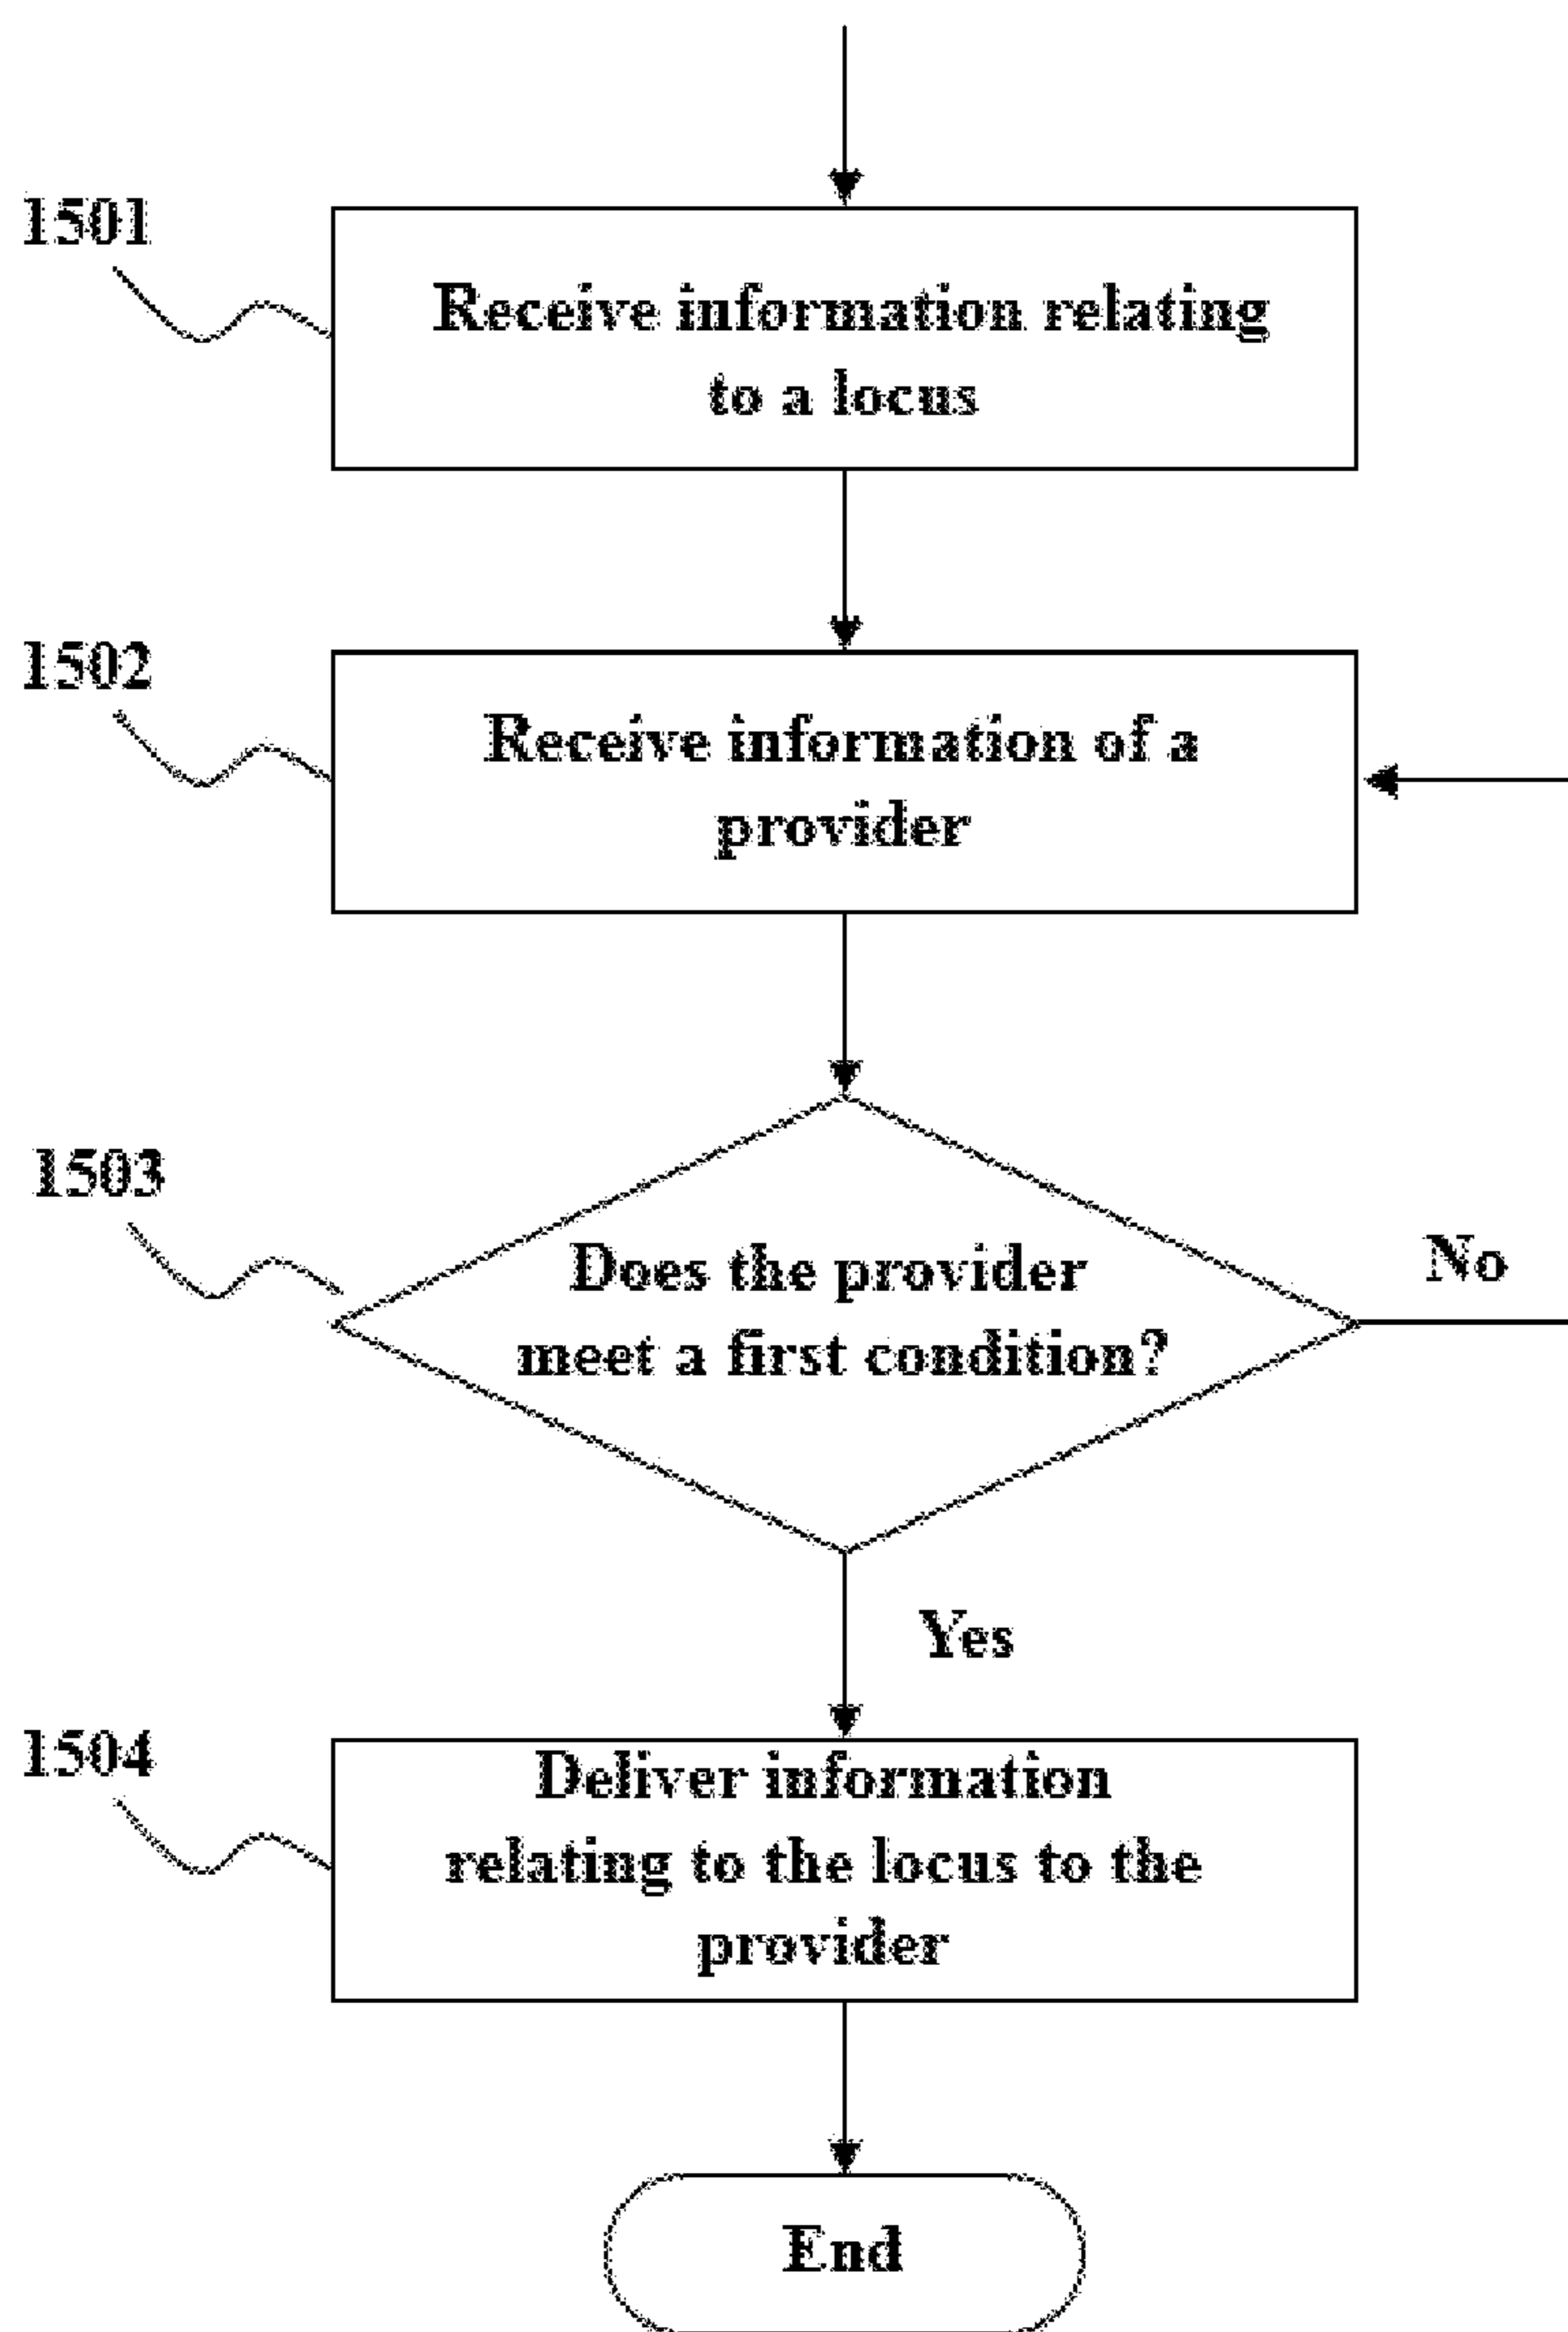 1501
Receive information relating
to a locus
1502
Receive information of a
provider
1503
Does the provider
meet a first condition?
No
Yes
1504
Deliver information
relating to the locus to the
provider
End